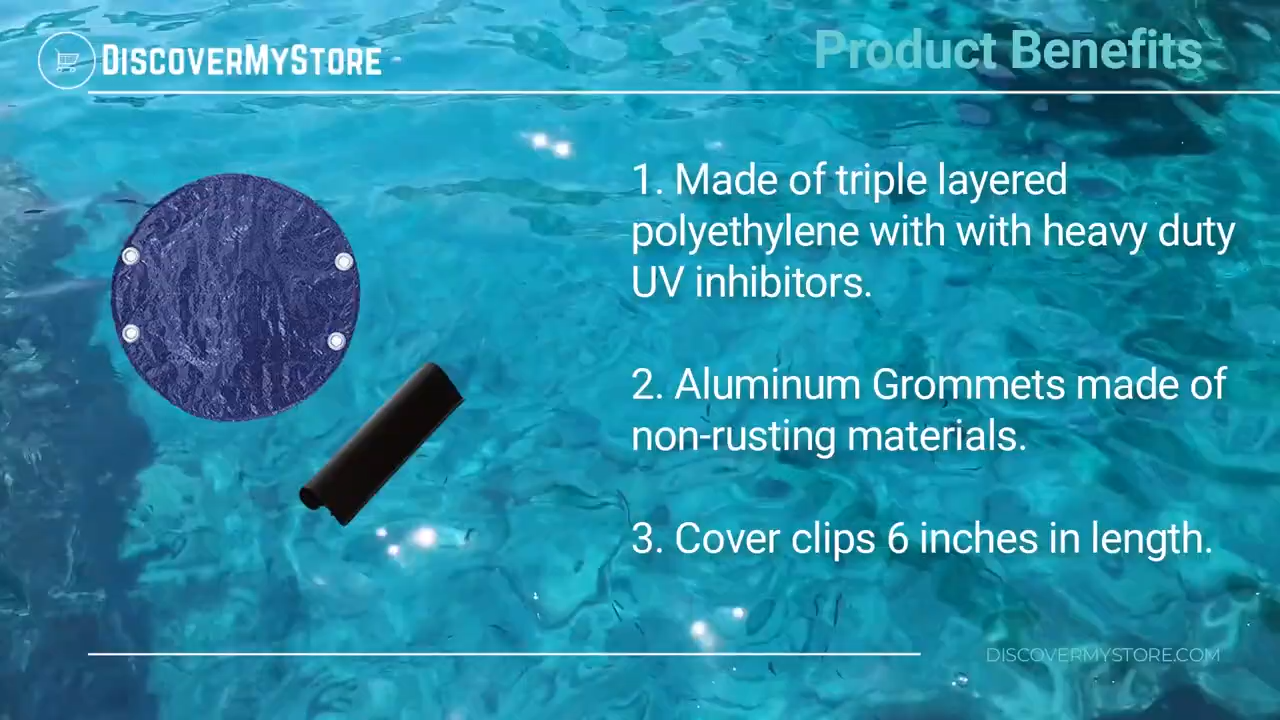 DiscoverMyStore
Product Benefits
1. Made of triple layered
polyethylene with with heavy duty
UV inhibitors.
2. Aluminum Grommets made of
non-rusting materials.
3. Cover clips 6 inches in length.
DISCOVERMYSTORE.COM